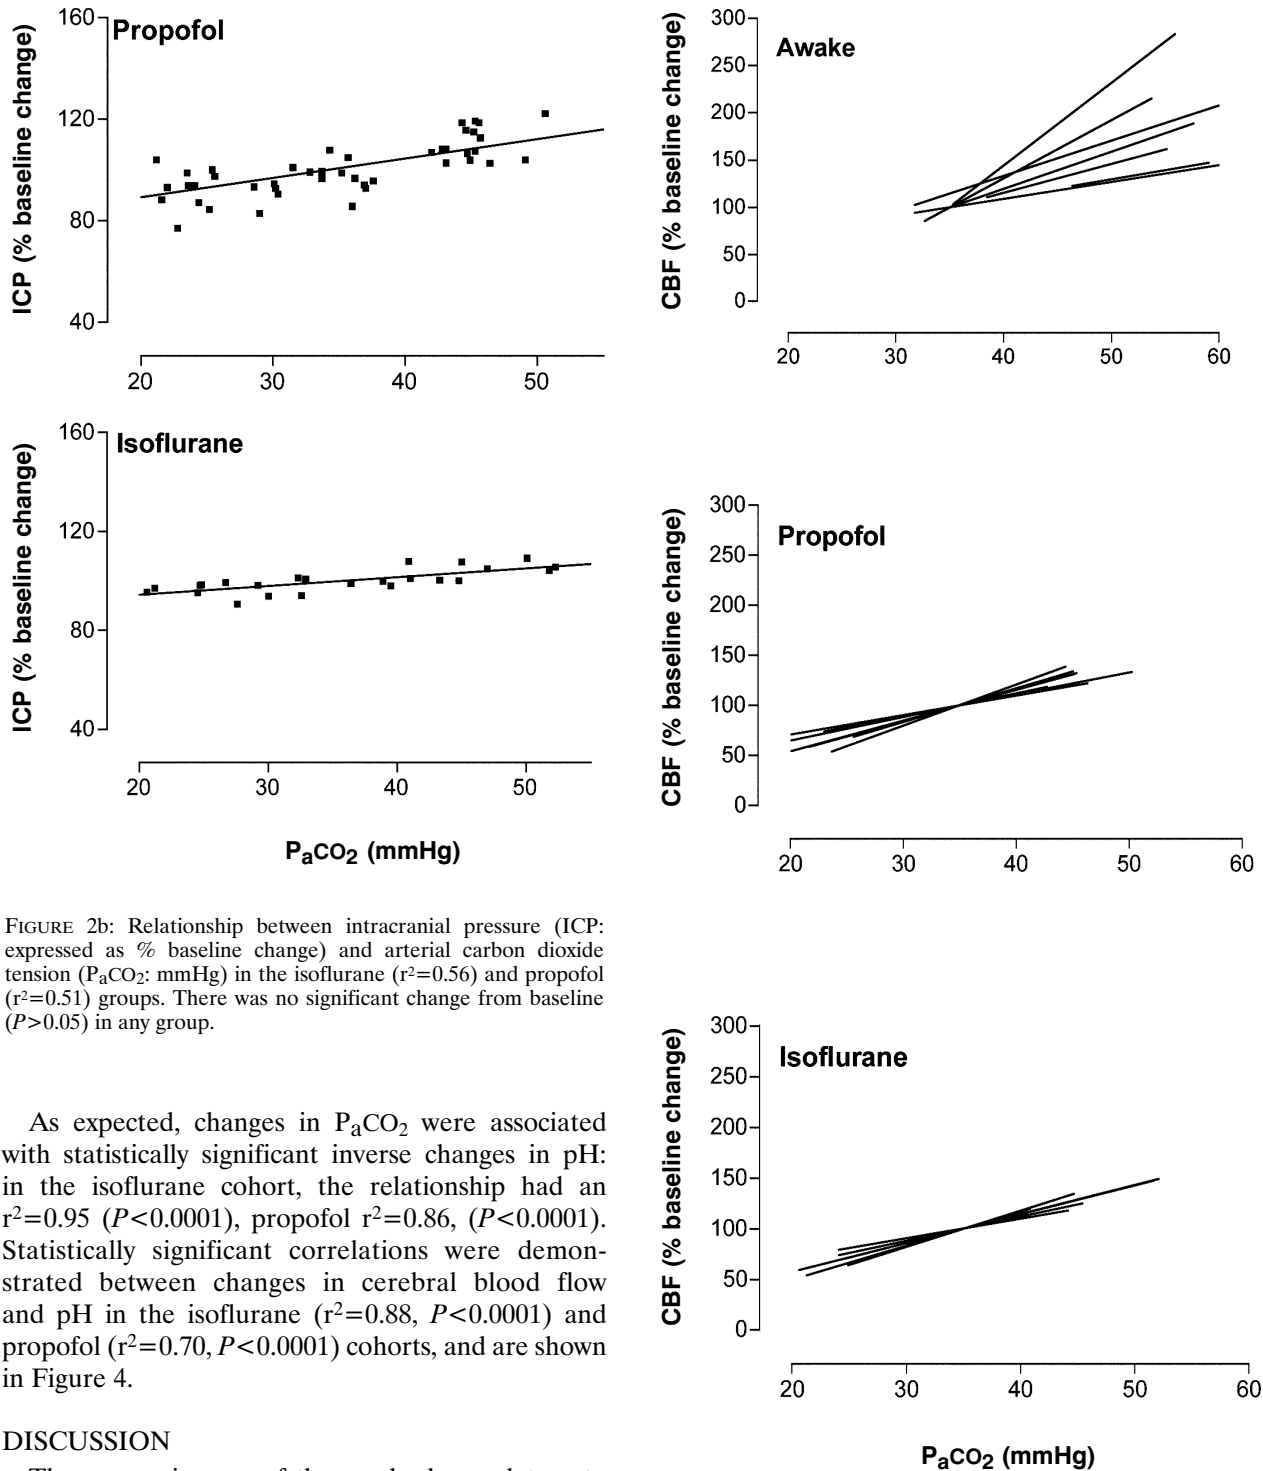 160
Propofol
120
80
40
ICP (% baseline change)
20 30 40 50
160
Isoflurane
120
80
40
ICP (% baseline change)
20 30 40 50
PaCO2 (mmHg)
FIGURE 2b: Relationship between intracranial pressure (ICP:
expressed as % baseline change) and arterial carbon dioxide
tension (PaCO2: mmHg) in the isoflurane (r²=0.56) and propofol
(r²=0.51) groups. There was no significant change from baseline
(P>0.05) in any group.
As expected, changes in PaCO2 were associated
with statistically significant inverse changes in pH:
in the isoflurane cohort, the relationship had an
r²=0.95 (P<0.0001), propofol r²=0.86, (P<0.0001).
Statistically significant correlations were demon-
strated between changes in cerebral blood flow
and pH in the isoflurane (r²=0.88, P<0.0001) and
propofol (r²=0.70, P<0.0001) cohorts, and are shown
in Figure 4.
DISCUSSION
300
Awake
250
200
150
100
50
0
CBF (% baseline change)
20 30 40 50 60
300
Propofol
250
200
150
100
50
0
CBF (% baseline change)
20 30 40 50 60
300
Isoflurane
250
200
150
100
50
0
CBF (% baseline change)
20 30 40 50 60
PaCO2 (mmHg)